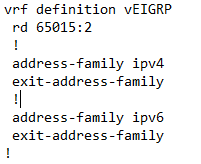 vrf definition vEIGRP
 rd 65015:2
 !
 address-family ipv4
 exit-address-family
 !
 address-family ipv6
 exit-address-family
!